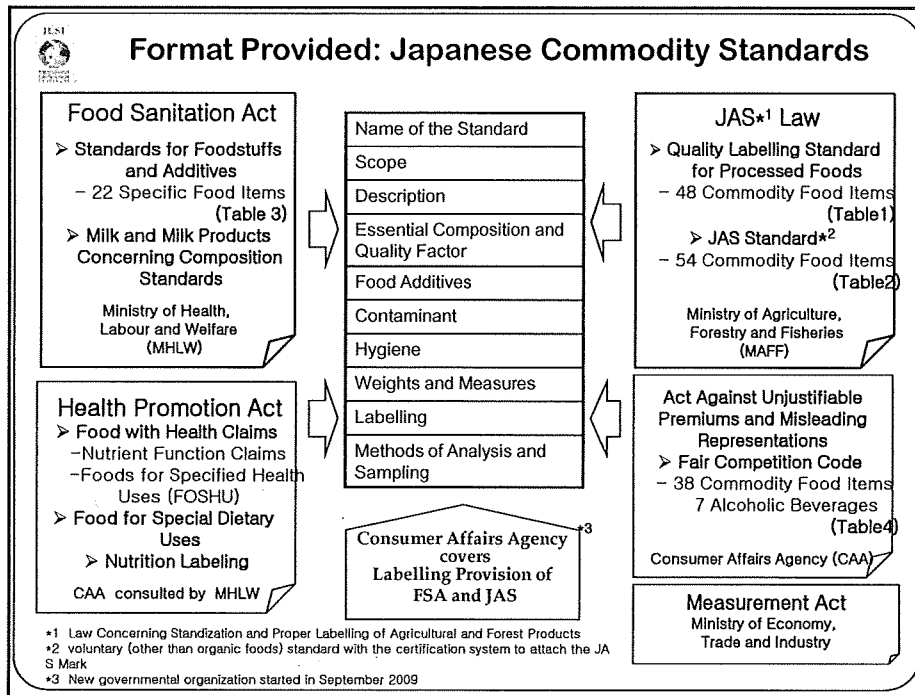 ILSI
Format Provided: Japanese Commodity Standards
Food Sanitation Act
➢ Standards for Foodstuffs
and Additives
– 22 Specific Food Items
(Table 3)
➢ Milk and Milk Products
Concerning Composition
Standards
Ministry of Health,
Labour and Welfare
(MHLW)
Health Promotion Act
➢ Food with Health Claims
–Nutrient Function Claims
–Foods for Specified Health
Uses (FOSHU)
➢ Food for Special Dietary
Uses
➢ Nutrition Labeling
CAA consulted by MHLW
Name of the Standard
Scope
Description
Essential Composition and
Quality Factor
Food Additives
Contaminant
Hygiene
Weights and Measures
Labelling
Methods of Analysis and
Sampling
*3
Consumer Affairs Agency
covers
Labelling Provision of
FSA and JAS
JAS*1 Law
➢ Quality Labelling Standard
for Processed Foods
– 48 Commodity Food Items
(Table1)
➢ JAS Standard*2
– 54 Commodity Food Items
(Table2)
Ministry of Agriculture,
Forestry and Fisheries
(MAFF)
Act Against Unjustifiable
Premiums and Misleading
Representations
➢ Fair Competition Code
– 38 Commodity Food Items
7 Alcoholic Beverages
(Table4)
Consumer Affairs Agency (CAA)
Measurement Act
Ministry of Economy,
Trade and Industry
*1 Law Concerning Standization and Proper Labelling of Agricultural and Forest Products
*2 voluntary (other than organic foods) standard with the certification system to attach the JA
S Mark
*3 New governmental organization started in September 2009